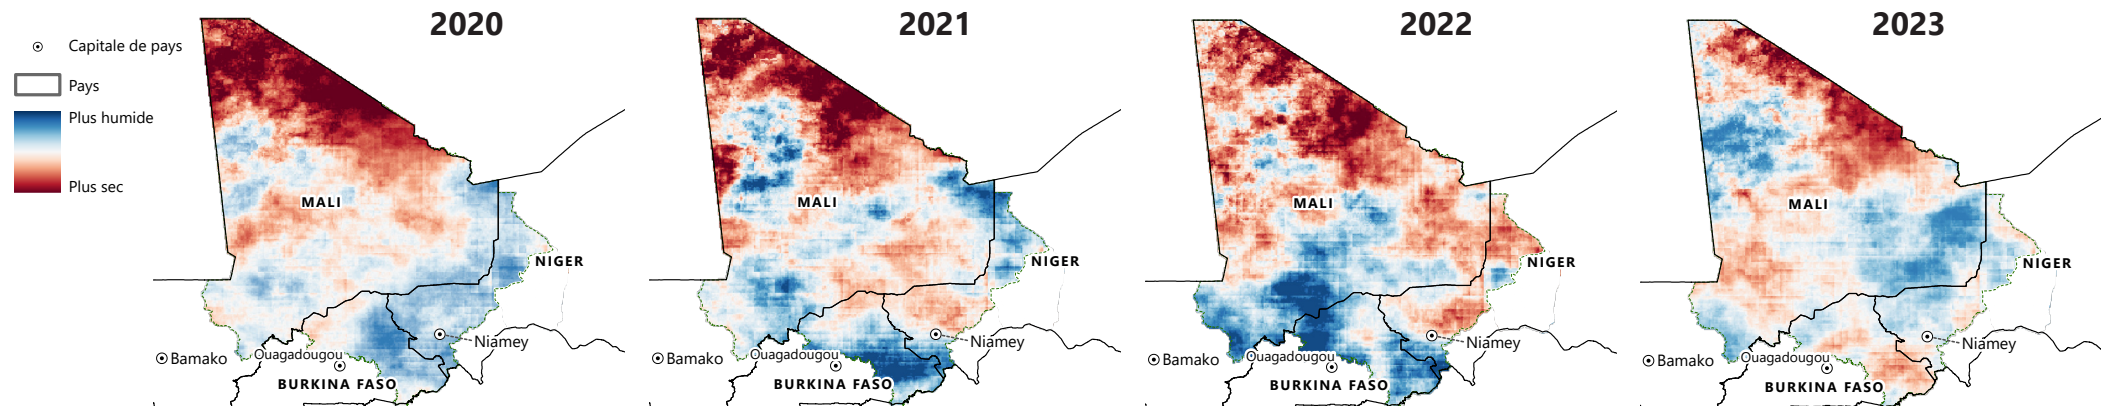 2020
2021
2022
2023
Capitale de pays
Pays
Plus humide
Plus sec
MALI
NIGER
Niamey
Bamako
Ouagadougou
BURKINA FASO
MALI
NIGER
Niamey
Bamako
Ouagadougou
BURKINA FASO
MALI
NIGER
Niamey
Bamako
Ouagadougou
BURKINA FASO
MALI
NIGER
Niamey
Bamako
Ouagadougou
BURKINA FASO